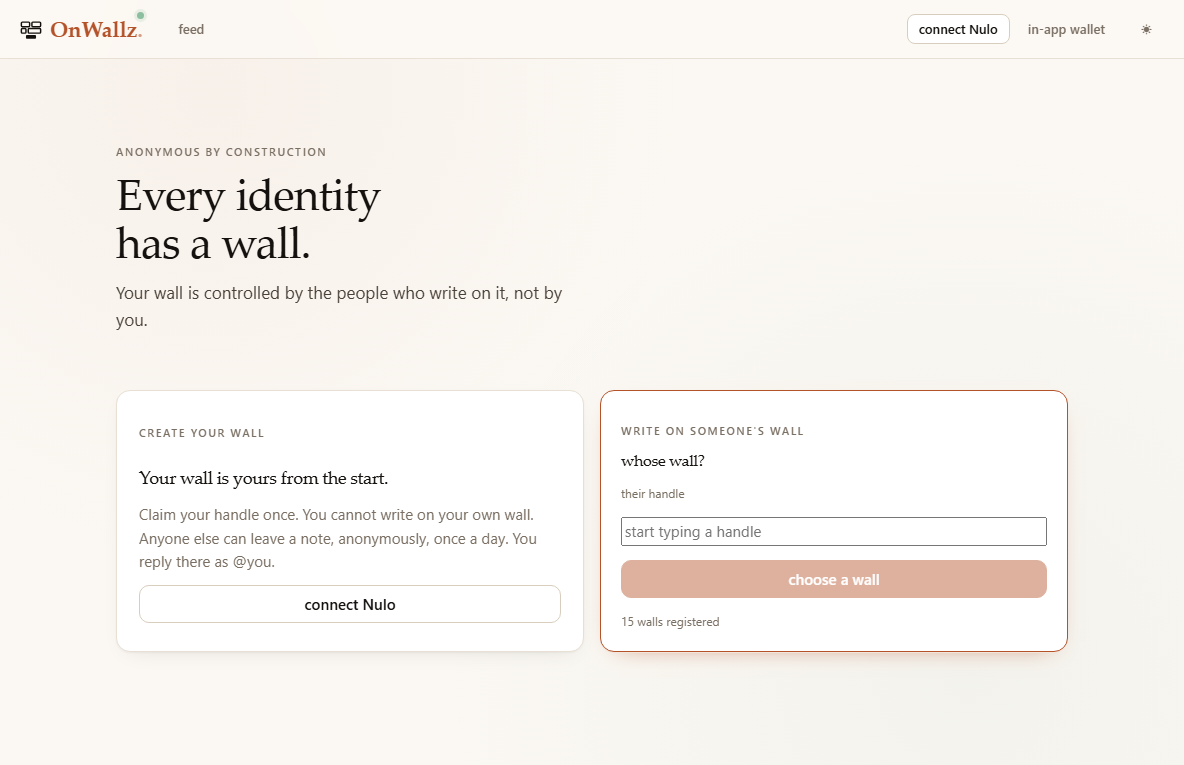 OnWallz.
feed
connect Nulo
in-app wallet
ANONYMOUS BY CONSTRUCTION
Every identity
has a wall.
Your wall is controlled by the people who write on it, not by
you.
CREATE YOUR WALL
Your wall is yours from the start.
Claim your handle once. You cannot write on your own wall.
Anyone else can leave a note, anonymously, once a day. You
reply there as @you.
connect Nulo
WRITE ON SOMEONE'S WALL
whose wall?
their handle
start typing a handle
choose a wall
15 walls registered